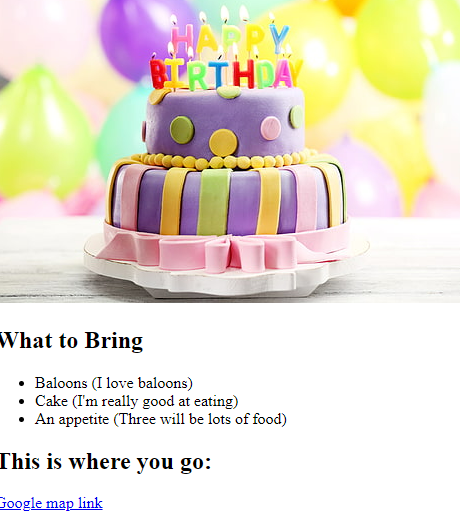 HAPPY
BIRTHDAY
What to Bring
Baloons (I love baloons)
Cake (I'm really good at eating)
An appetite (Three will be lots of food)
This is where you go:
Google map link